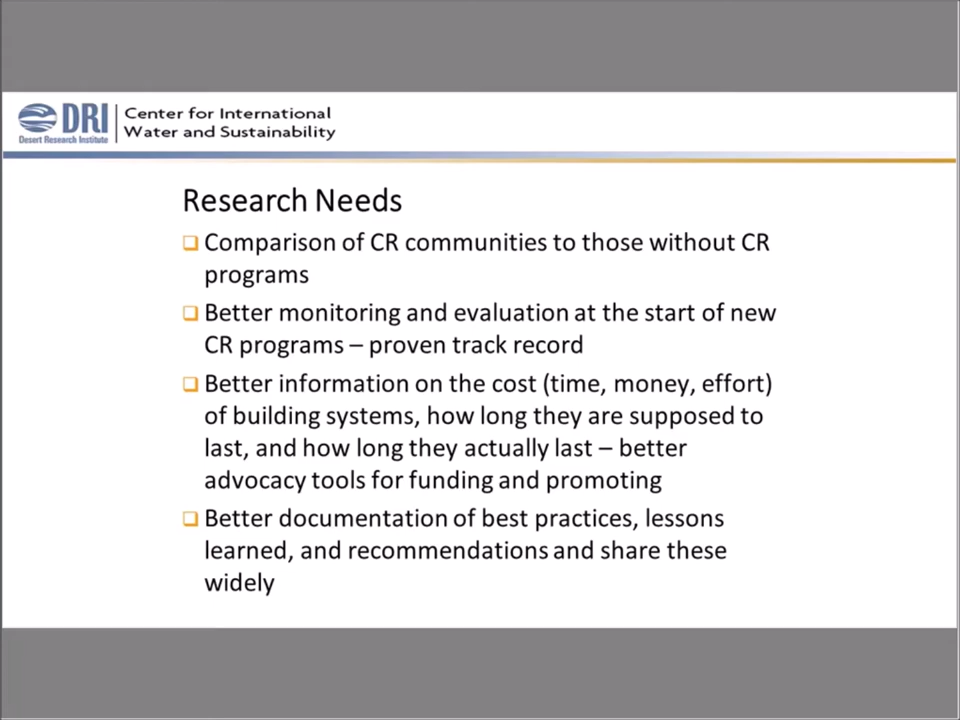 DRI
Desert Research Institute
Center for International
Water and Sustainability
Research Needs
Comparison of CR communities to those without CR
programs
Better monitoring and evaluation at the start of new
CR programs – proven track record
Better information on the cost (time, money, effort)
of building systems, how long they are supposed to
last, and how long they actually last – better
advocacy tools for funding and promoting
Better documentation of best practices, lessons
learned, and recommendations and share these
widely